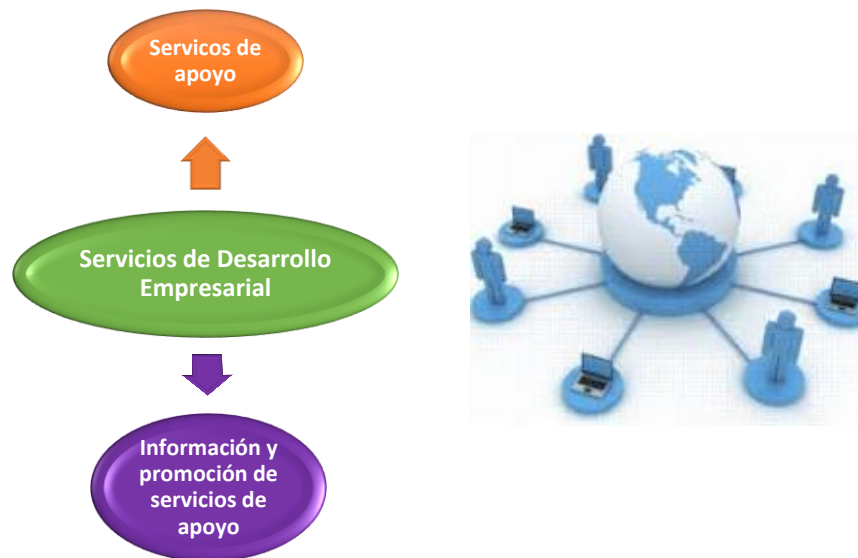 Servicos de
apoyo
Servicios de Desarrollo
Empresarial
Información y
promoción de
servicios de
apoyo